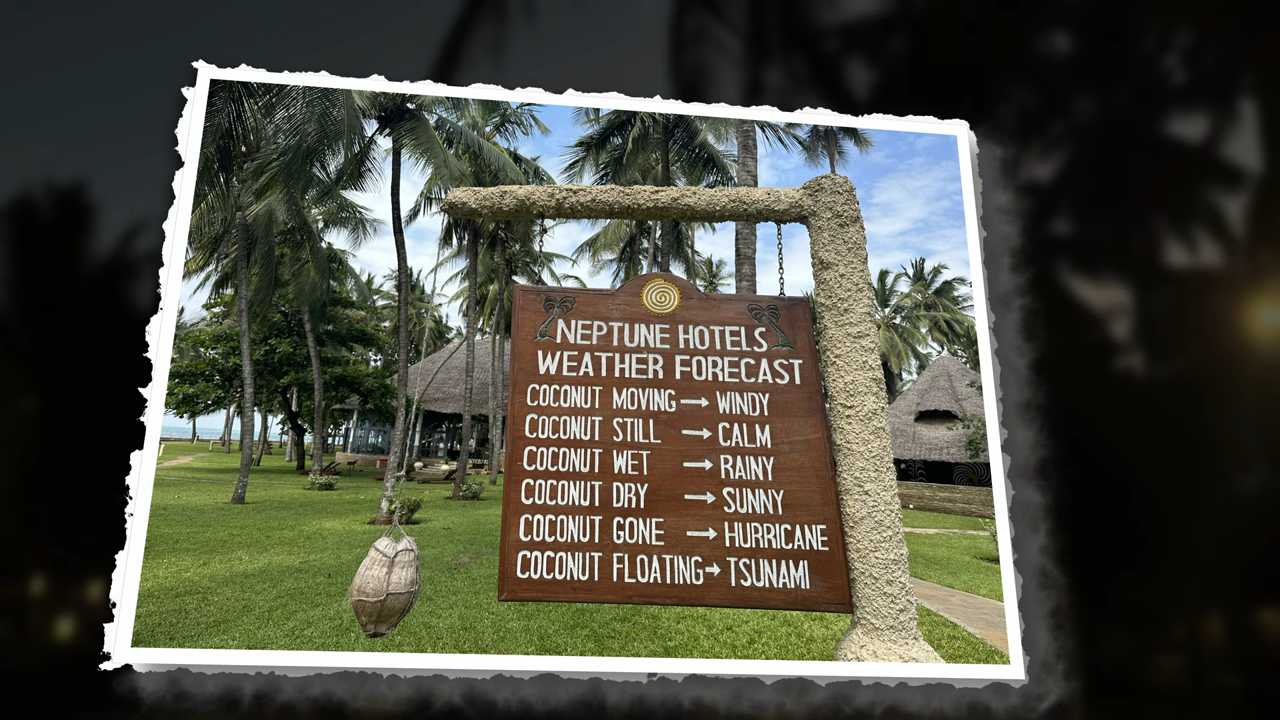 NEPTUNE HOTELS
WEATHER FORECAST
COCONUT MOVING → WINDY
COCONUT STILL → CALM
COCONUT WET → RAINY
COCONUT DRY → SUNNY
COCONUT GONE → HURRICANE
COCONUT FLOATING → TSUNAMI